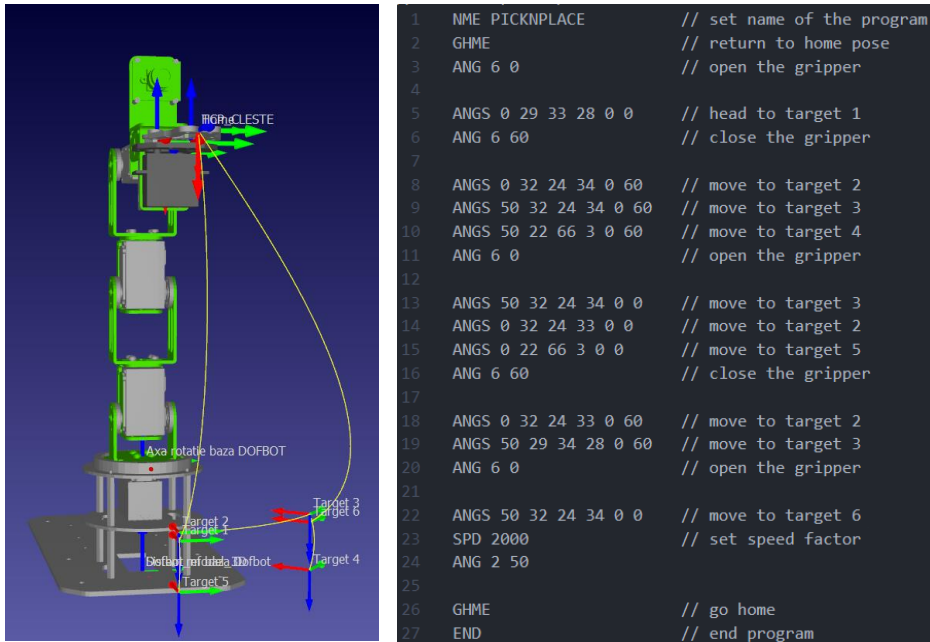 TCP_CLESTE
Axa rotatie baza DOFBOT
Target 3
Target 6
Target 2
Target 1
Target 4
Target 5
1 NME PICKNPLACE // set name of the program
2 GHME // return to home pose
3 ANG 6 0 // open the gripper
4
5 ANGS 0 29 33 28 0 0 // head to target 1
6 ANG 6 60 // close the gripper
7
8 ANGS 0 32 24 34 0 60 // move to target 2
9 ANGS 50 32 24 34 0 60 // move to target 3
10 ANGS 50 22 66 3 0 60 // move to target 4
11 ANG 6 0 // open the gripper
12
13 ANGS 50 32 24 34 0 0 // move to target 3
14 ANGS 0 32 24 33 0 0 // move to target 2
15 ANGS 0 22 66 3 0 0 // move to target 5
16 ANG 6 60 // close the gripper
17
18 ANGS 0 32 24 33 0 60 // move to target 2
19 ANGS 50 29 34 28 0 60 // move to target 3
20 ANG 6 0 // open the gripper
21
22 ANGS 50 32 24 34 0 0 // move to target 6
23 SPD 2000 // set speed factor
24 ANG 2 50
25
26 GHME // go home
27 END // end program